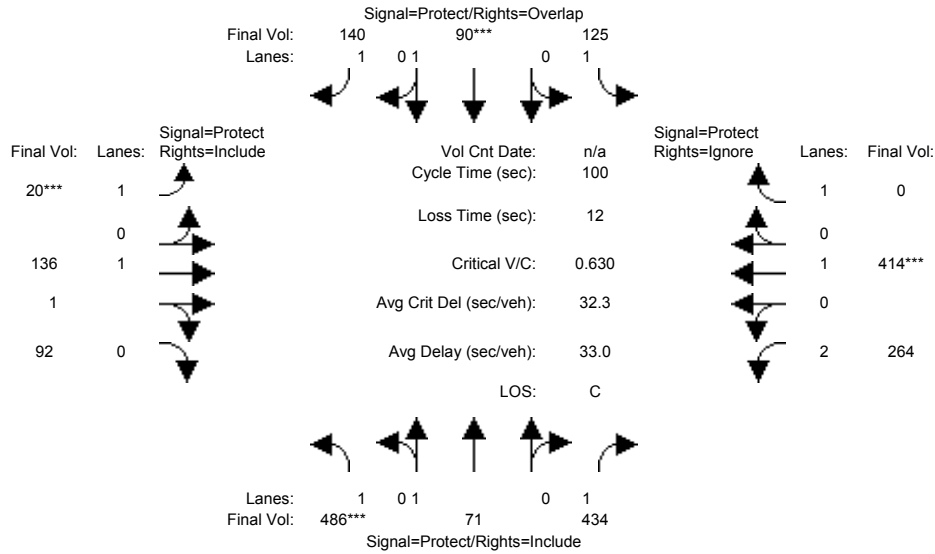 Signal=Protect/Rights=Overlap
Final Vol: 140 90*** 125
Lanes: 1 0 1 0 1
Signal=Protect Signal=Protect
Final Vol: Lanes: Rights=Include Vol Cnt Date: n/a Rights=Ignore Lanes: Final Vol:
Cycle Time (sec): 100
20*** 1 1 0
Loss Time (sec): 12
0 0
136 1 Critical V/C: 0.630 1 414***
1 Avg Crit Del (sec/veh): 32.3 0
92 0 Avg Delay (sec/veh): 33.0 2 264
LOS: C
Lanes: 1 0 1 0 1
Final Vol: 486*** 71 434
Signal=Protect/Rights=Include